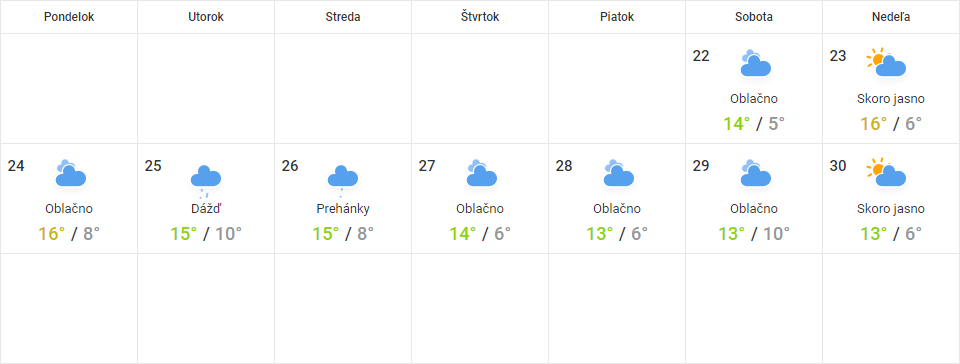 Pondelok Utorok Streda Štvrtok Piatok Sobota Nedeľa
22 23
Oblačno Skoro jasno
14° / 5° 16° / 6°
24 25 26 27 28 29 30
Oblačno Dážď Prehánky Oblačno Oblačno Oblačno Skoro jasno
16° / 8° 15° / 10° 15° / 8° 14° / 6° 13° / 6° 13° / 10° 13° / 6°